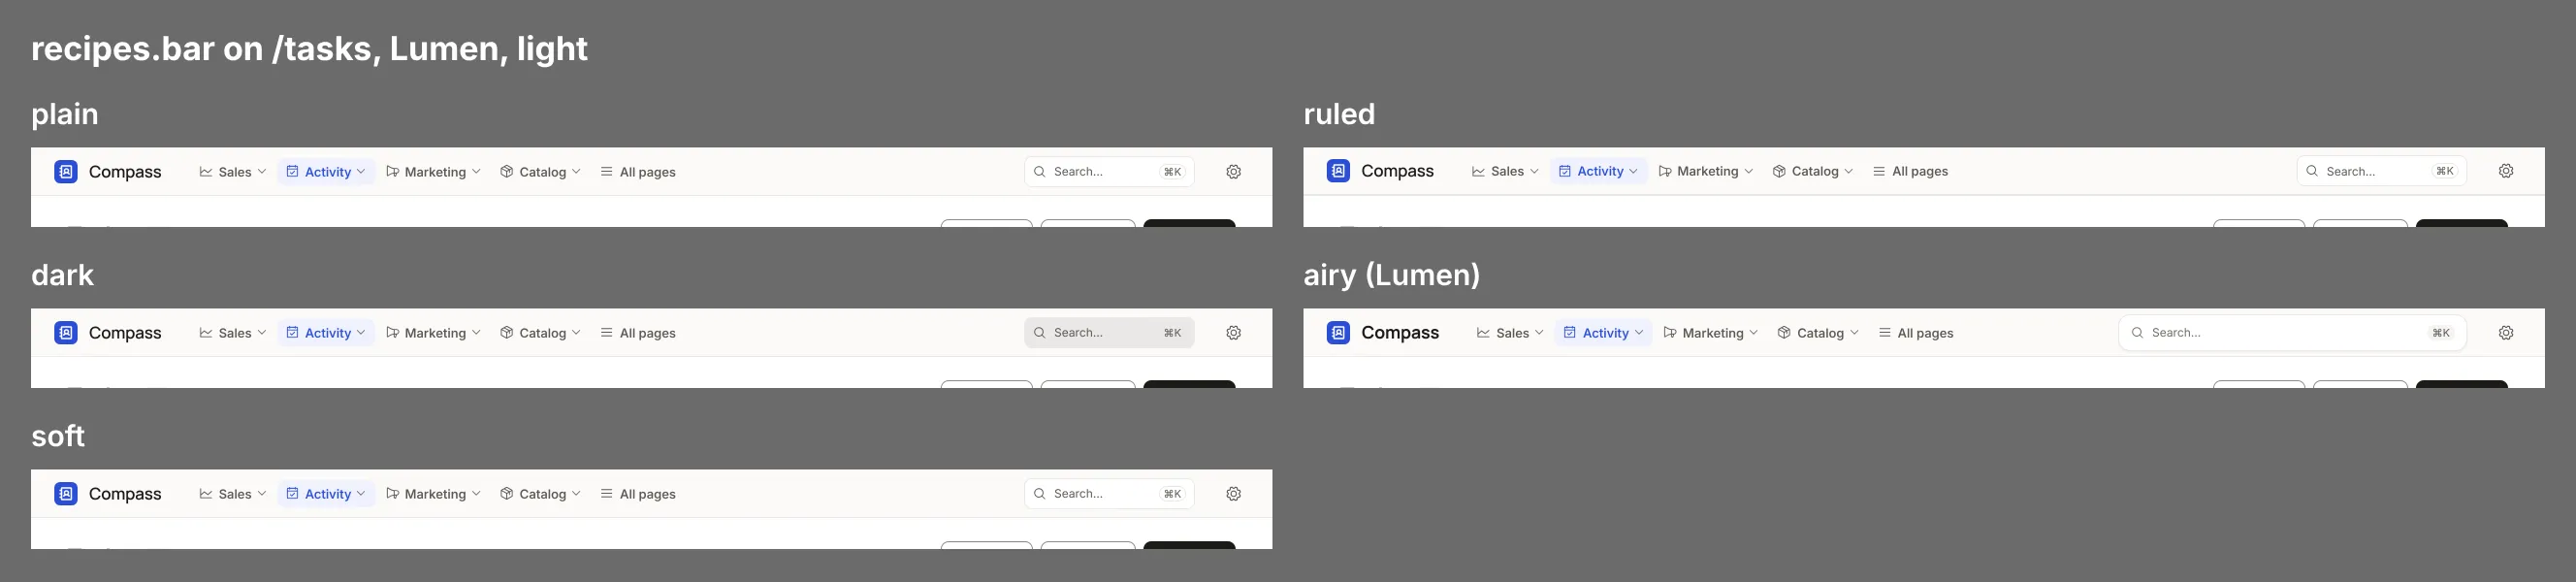 recipes.bar on /tasks, Lumen, light
plain
Compass Sales Activity Marketing Catalog All pages Search... ⌘K
ruled
Compass Sales Activity Marketing Catalog All pages Search... ⌘K
dark
Compass Sales Activity Marketing Catalog All pages Search... ⌘K
airy (Lumen)
Compass Sales Activity Marketing Catalog All pages Search... ⌘K
soft
Compass Sales Activity Marketing Catalog All pages Search... ⌘K